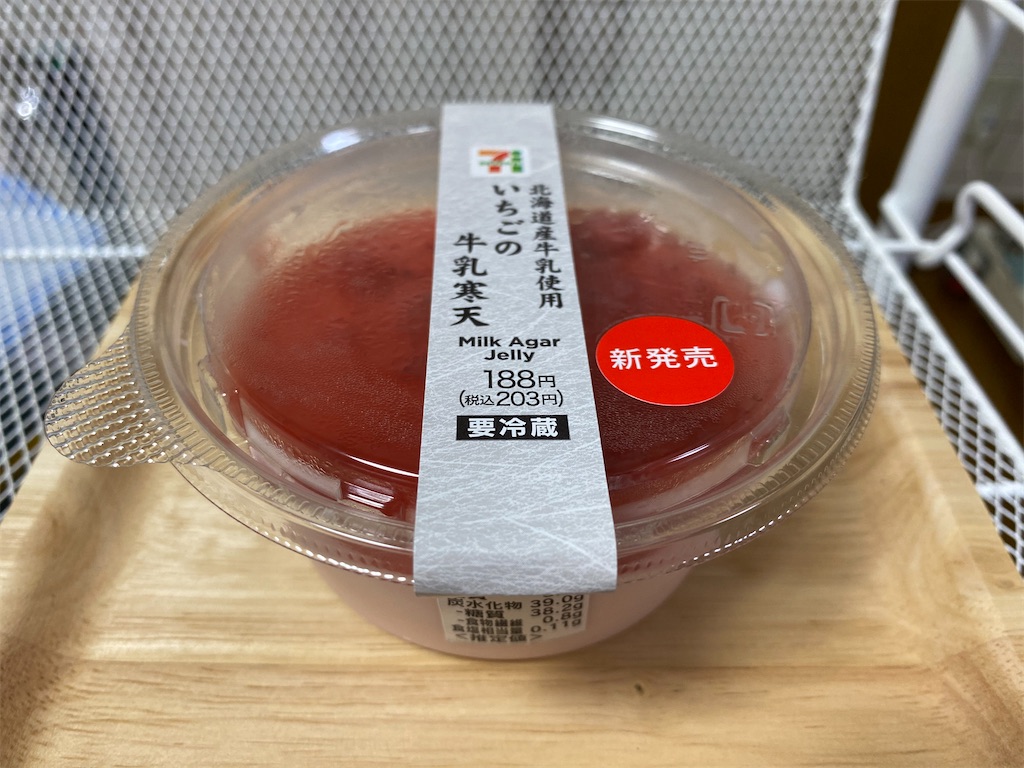 北海道産牛乳使用
いちごの
牛乳寒天
Milk Agar
Jelly
188円
(税込203円)
要冷蔵
新発売
炭水化物 39.0g
-糖質 38.2g
-食物繊維 0.8g
食塩相当量 0.11g
<推定値>